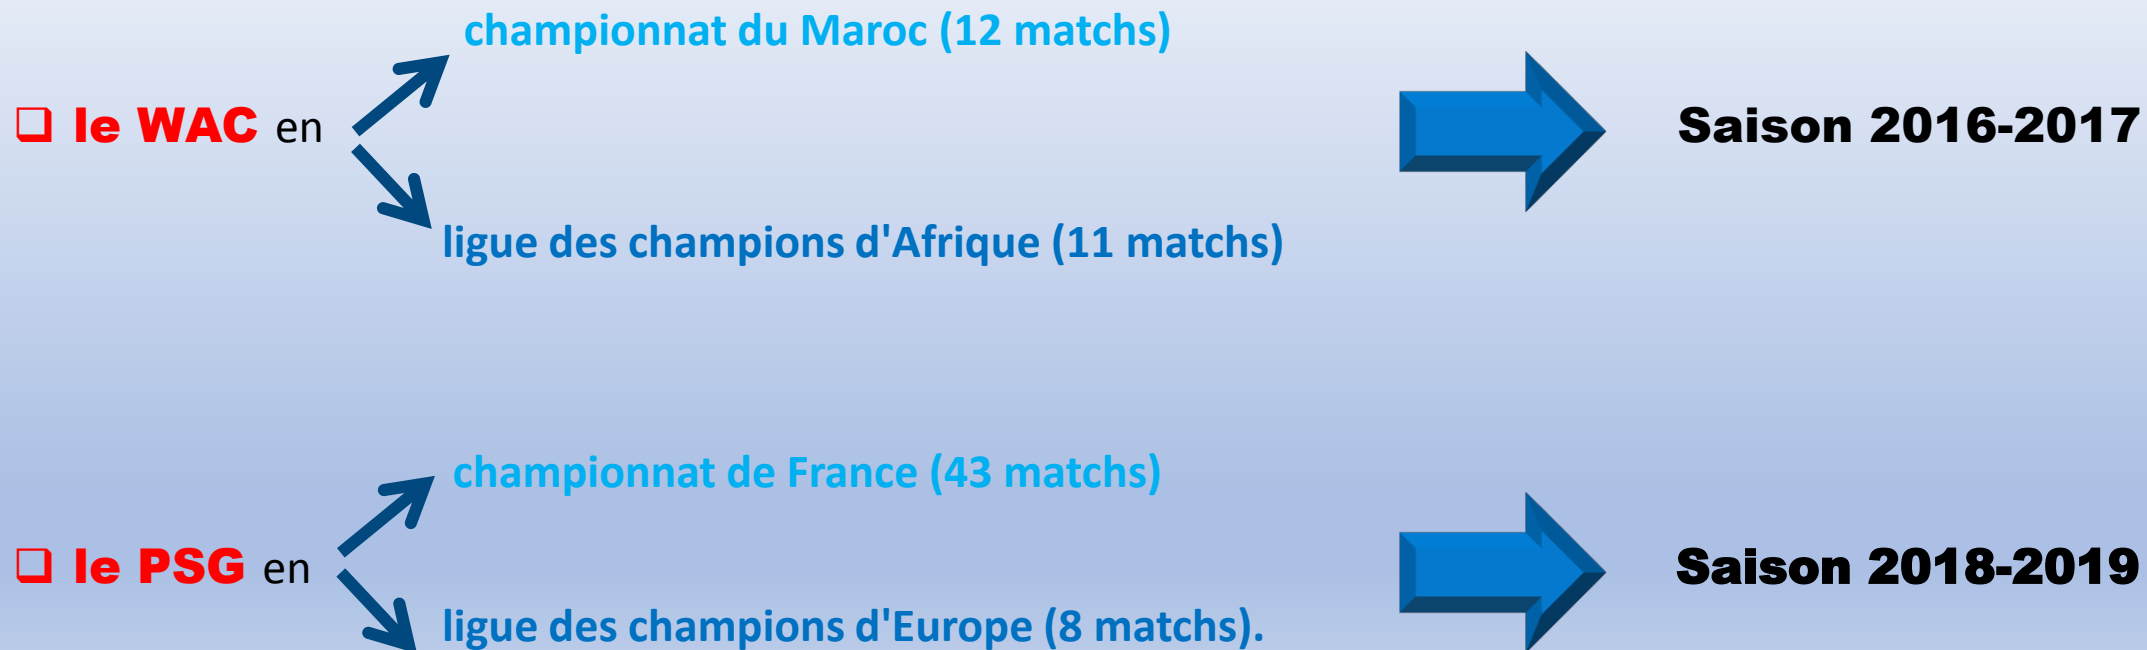 championnat du Maroc (12 matchs)
❑ le WAC en
Saison 2016-2017
ligue des champions d'Afrique (11 matchs)
championnat de France (43 matchs)
❑ le PSG en
Saison 2018-2019
ligue des champions d'Europe (8 matchs).